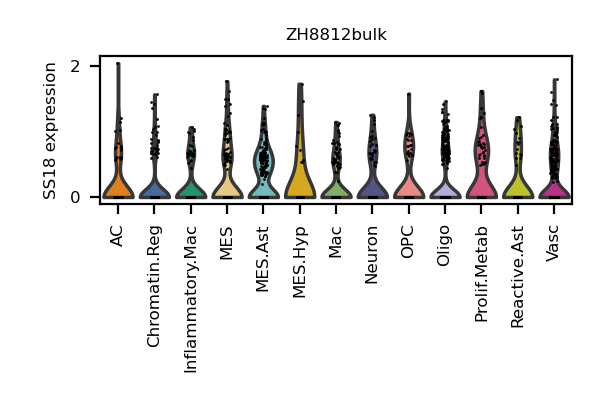 ZH8812bulk
SS18 expression
2
0
AC
Chromatin.Reg
Inflammatory.Mac
MES
MES.Ast
MES.Hyp
Mac
Neuron
OPC
Oligo
Prolif.Metab
Reactive.Ast
Vasc